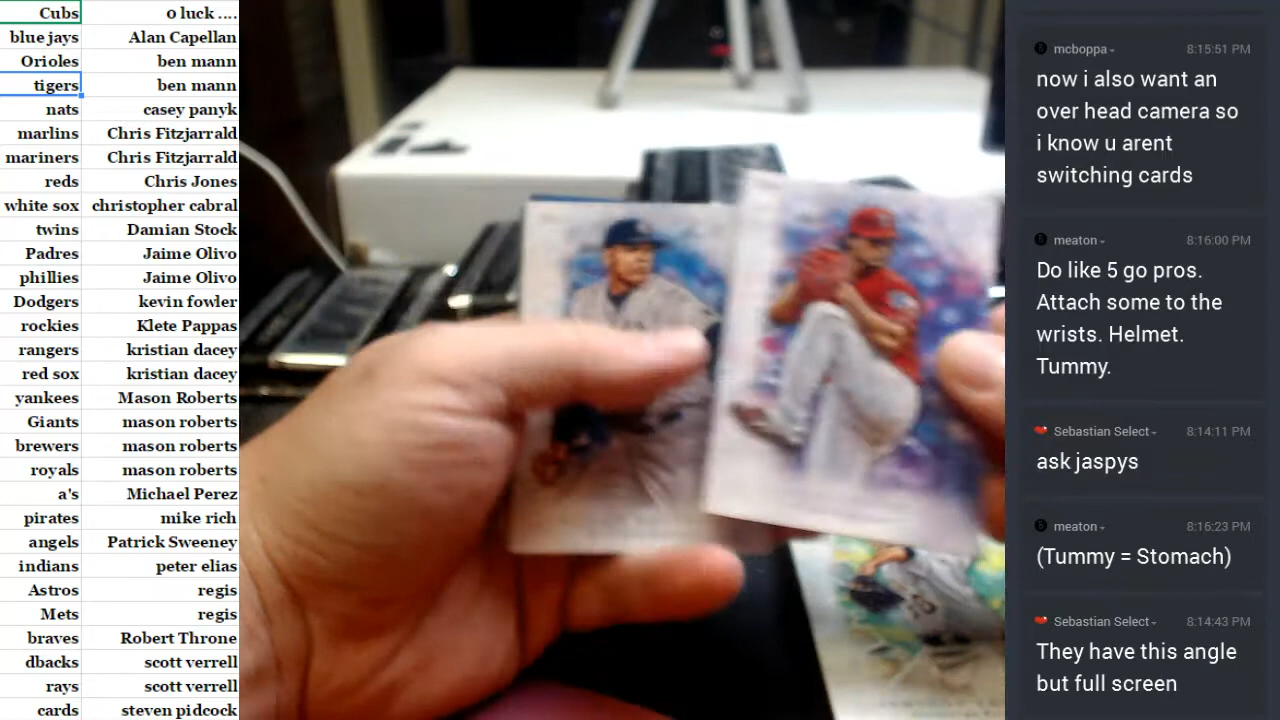 Cubs 0 luck ....
blue jays Alan Capellan
Orioles ben mann
tigers ben mann
nats casey panyk
marlins Chris Fitzjarrald
mariners Chris Fitzjarrald
reds Chris Jones
white sox christopher cabral
twins Damian Stock
Padres Jaime Olivo
phillies Jaime Olivo
Dodgers kevin fowler
rockies Klete Pappas
rangers kristian dacey
red sox kristian dacey
yankees Mason Roberts
Giants mason roberts
brewers mason roberts
royals mason roberts
a's Michael Perez
pirates mike rich
angels Patrick Sweeney
indians peter elias
Astros regis
Mets regis
braves Robert Throne
dbacks scott verrell
rays scott verrell
cards steven pidcock
mcboppa 8:15:51 PM
now i also want an
over head camera so
i know u arent
switching cards
meaton 8:16:00 PM
Do like 5 go pros.
Attach some to the
wrists. Helmet.
Tummy.
Sebastian Select 8:14:11 PM
ask jaspys
meaton 8:16:23 PM
(Tummy = Stomach)
Sebastian Select 8:14:43 PM
They have this angle
but full screen